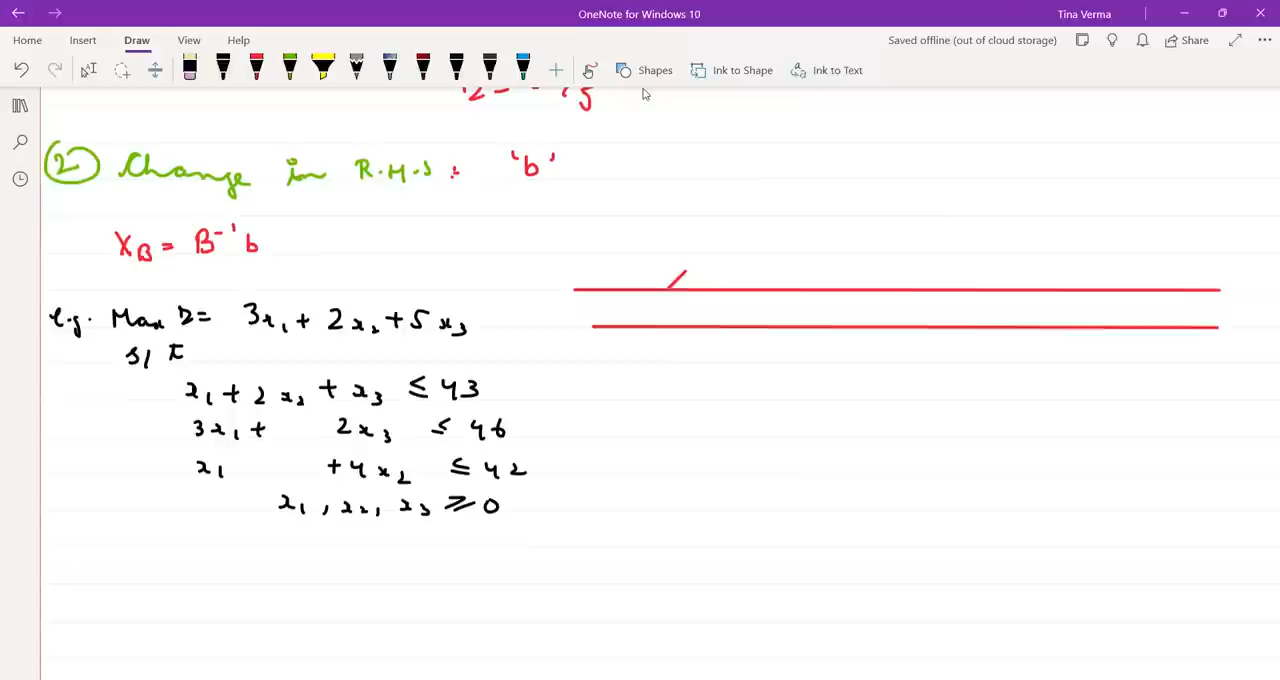 OneNote for Windows 10
Tina Verma
Home Insert Draw View Help
Saved offline (out of cloud storage)
Share
Shapes
Ink to Shape
Ink to Text
2 Change in R.H.S : 'b'
X_B = B⁻¹ b
e.g. Max Z = 3x₁ + 2x₂ + 5x₃
s/t
x₁ + 2x₂ + x₃ ≤ 43
3x₁ + 2x₃ ≤ 46
x₁ + 4x₂ ≤ 42
x₁, x₂, x₃ ≥ 0